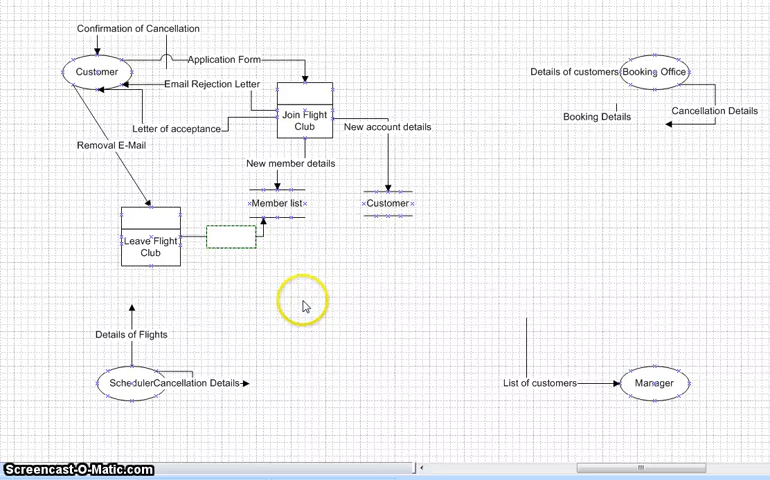 Confirmation of Cancellation
Application Form
Customer
Details of customers
Booking Office
Email Rejection Letter
Booking Details
Cancellation Details
Join Flight
Club
Letter of acceptance
New account details
Removal E-Mail
New member details
Member list
Customer
Leave Flight
Club
Details of Flights
Scheduler
Cancellation Details
List of customers
Manager
Screencast-O-Matic.com